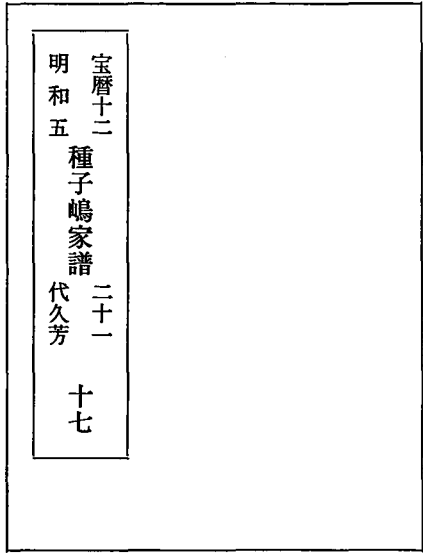 宝暦十二
明和五
種子嶋家譜
二十一
代久芳
十七